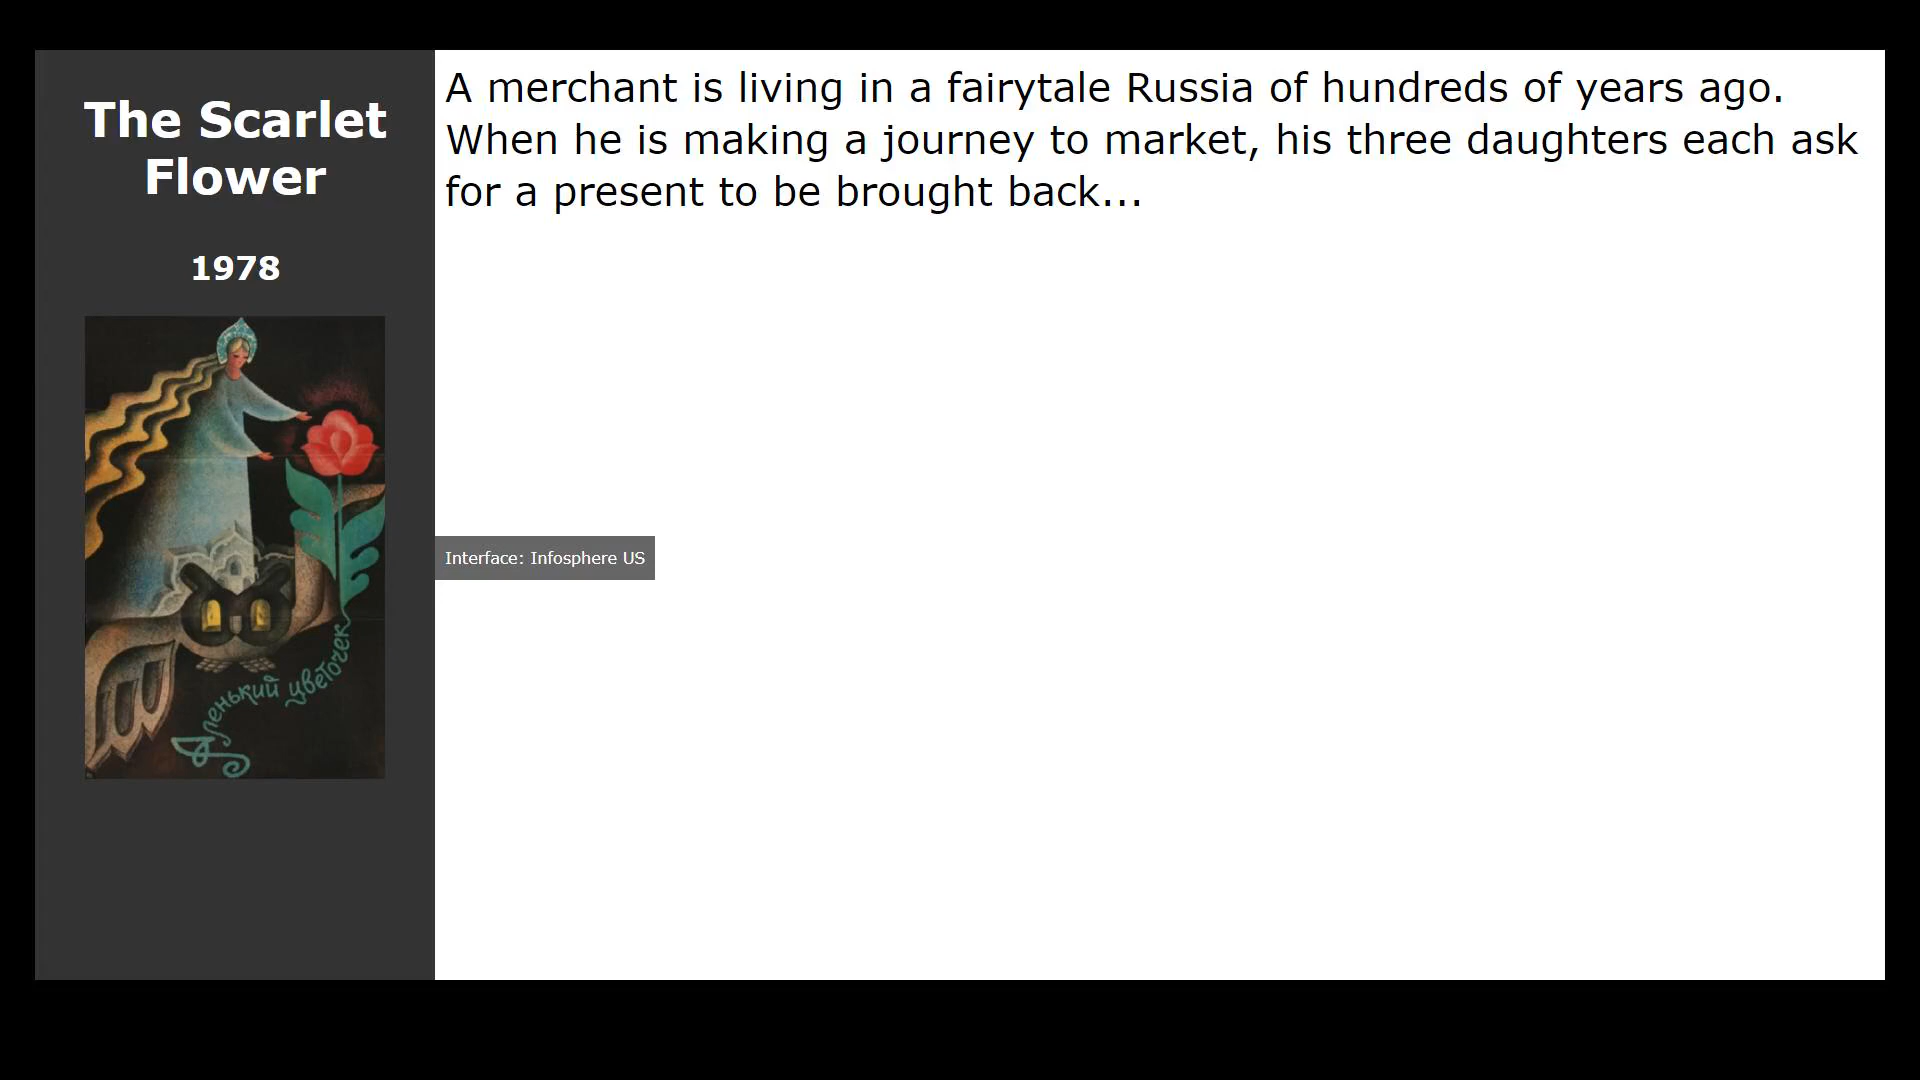 The Scarlet
Flower
1978
Аленький цветочек
A merchant is living in a fairytale Russia of hundreds of years ago.
When he is making a journey to market, his three daughters each ask
for a present to be brought back...
Interface: Infosphere US